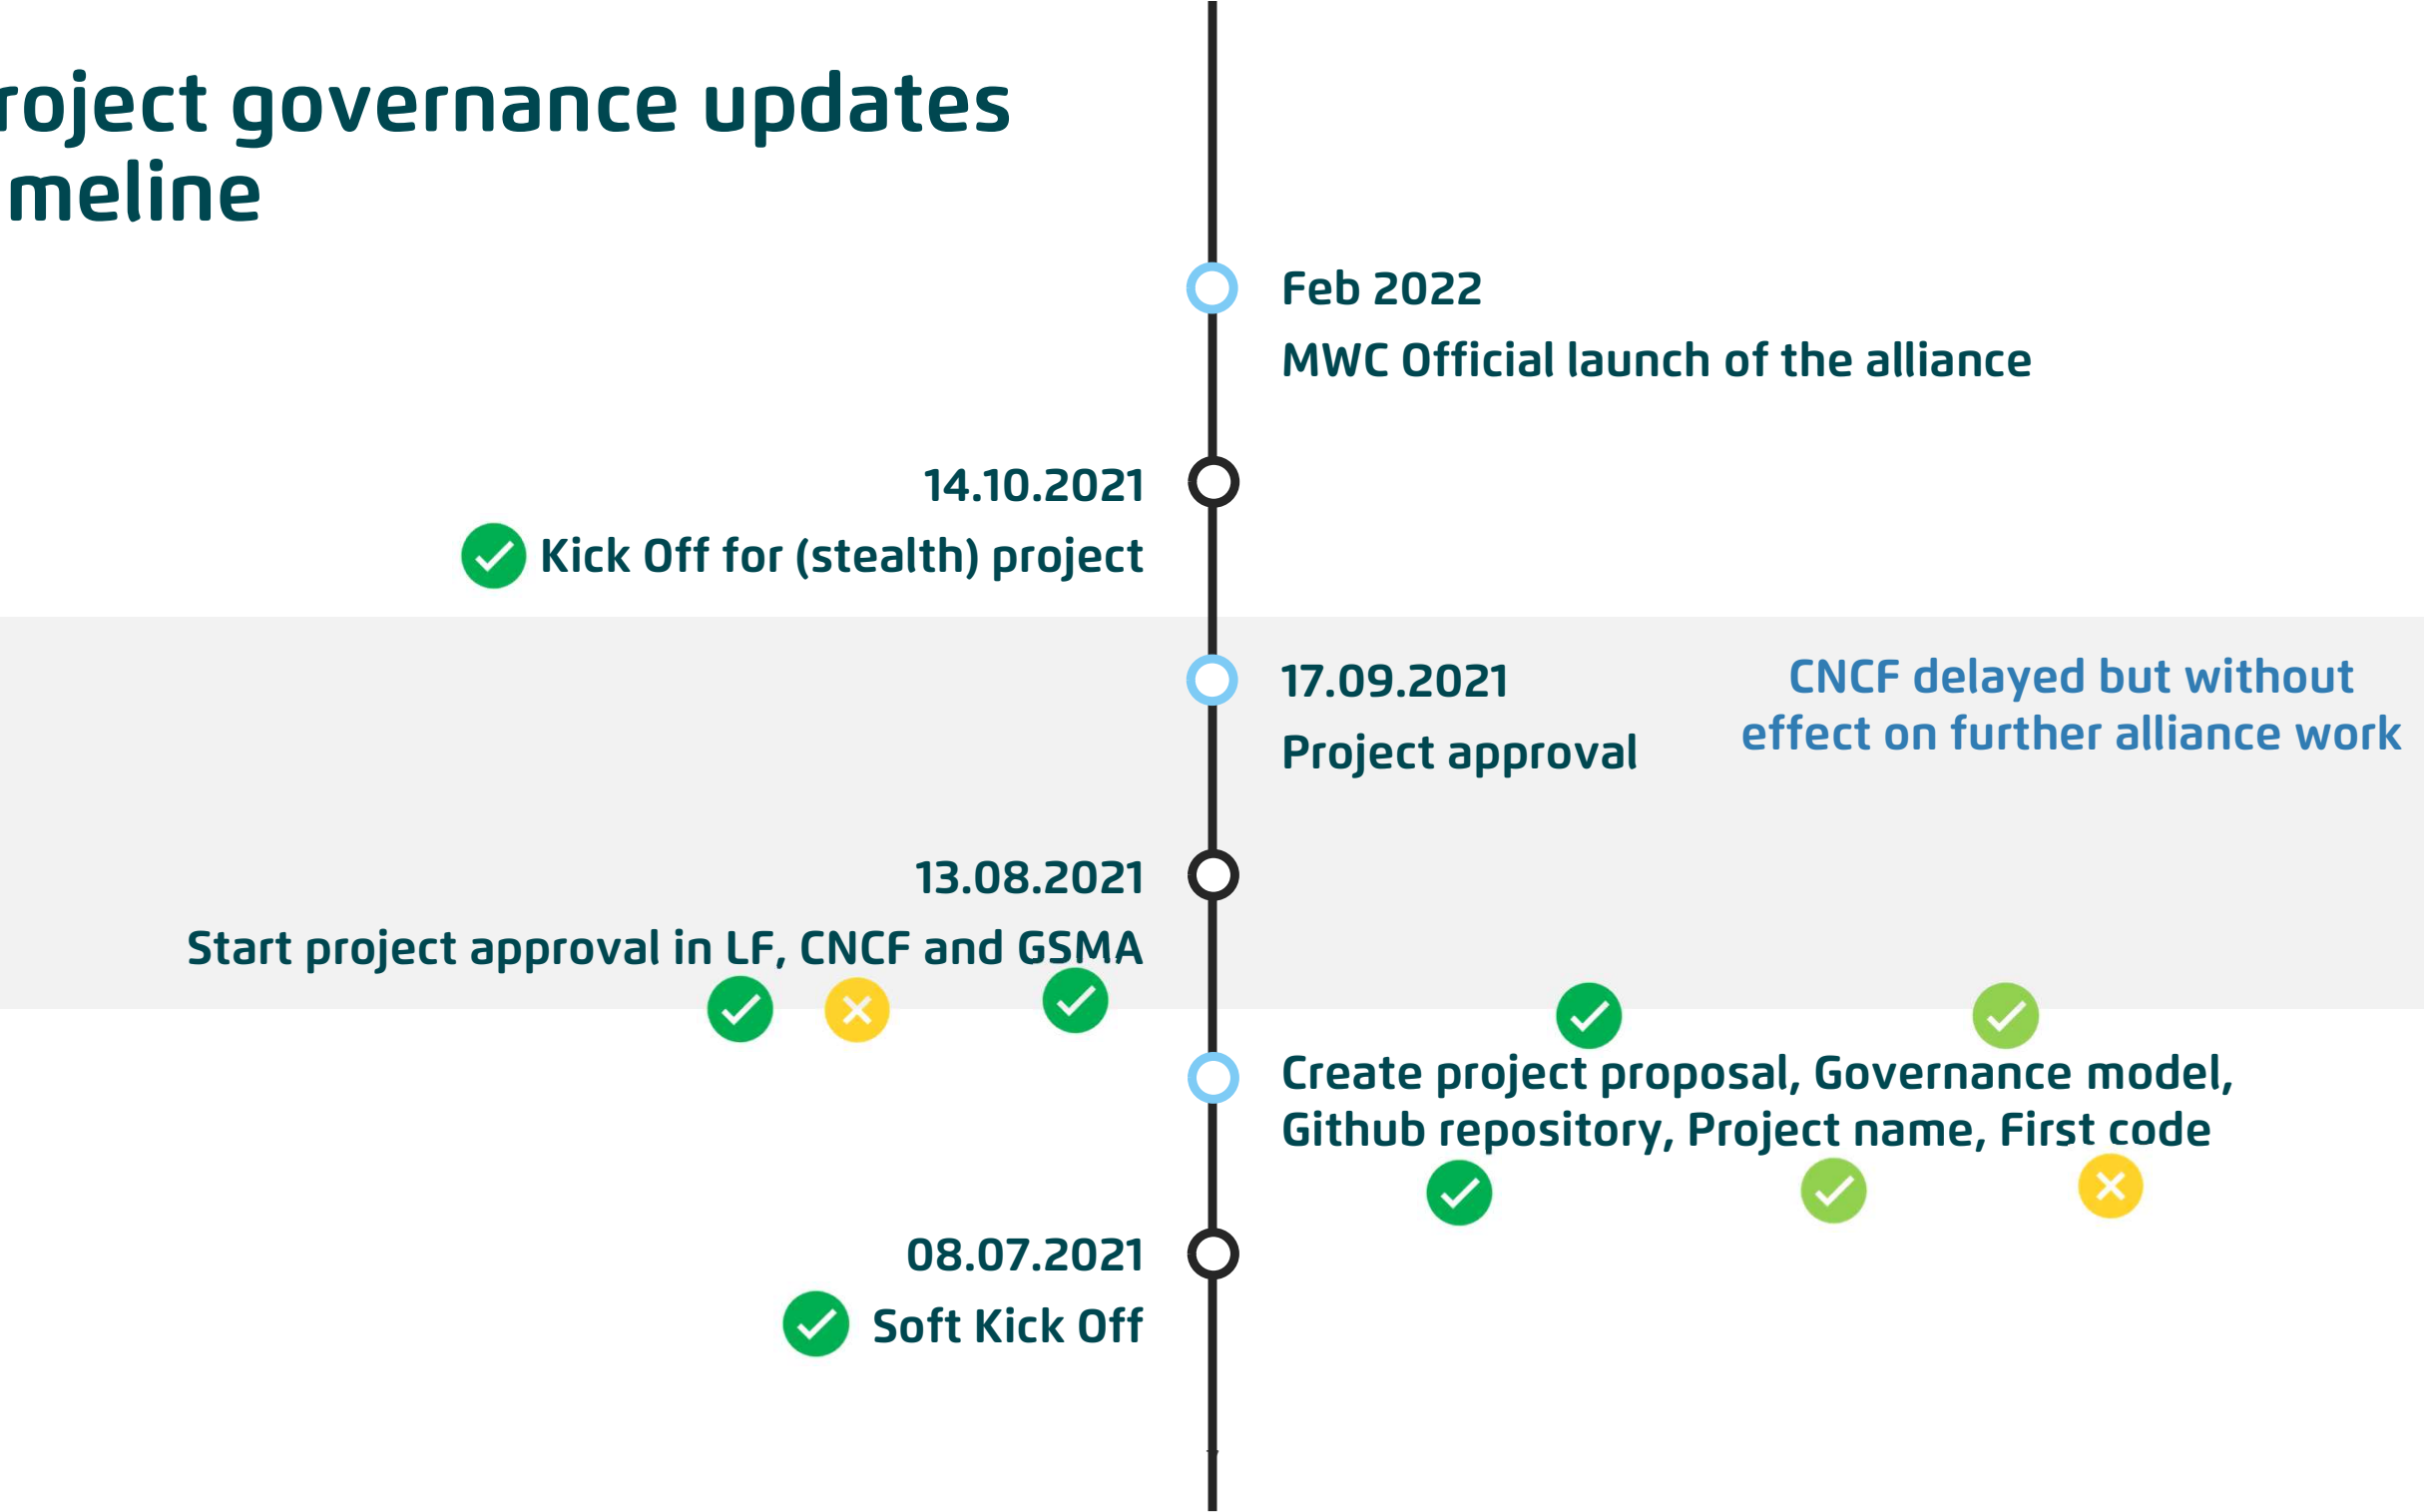 roject governance updates
meline
Feb 2022
MWC Official launch of the alliance
14.10.2021
Kick Off for (stealth) project
17.09.2021
Project approval
CNCF delayed but without
effect on further alliance work
13.08.2021
Start project approval in LF, CNCF and GSMA
Create project proposal, Governance model,
Github repository, Project name, First code
08.07.2021
Soft Kick Off